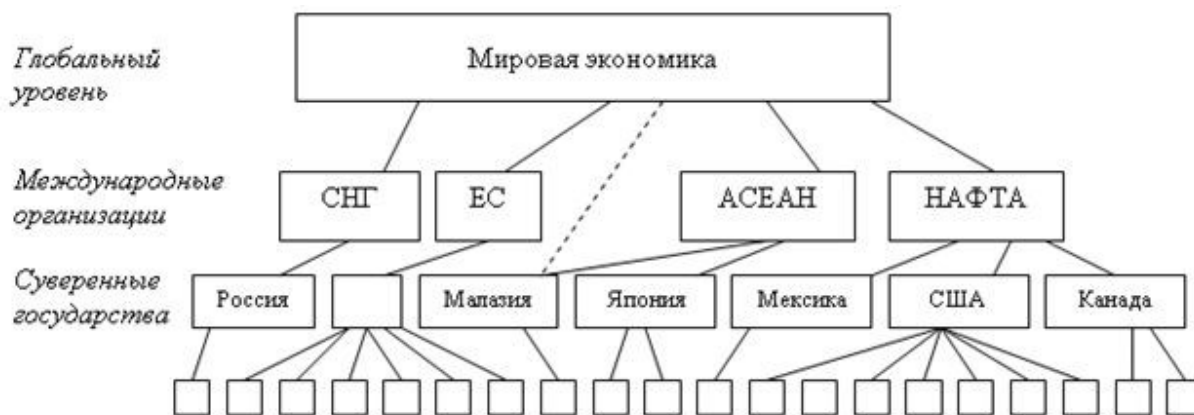 Глобальный
уровень
Мировая экономика
Международные
организации
СНГ
ЕС
АСЕАН
НАФТА
Суверенные
государства
Россия
Малазия
Япония
Мексика
США
Канада